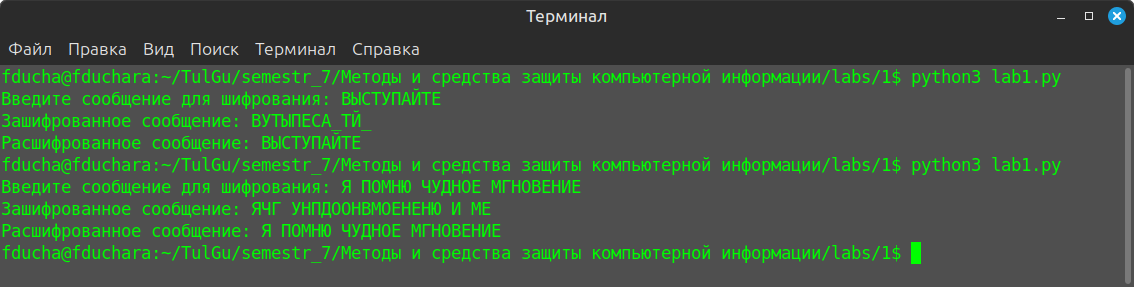 Терминал
Файл Правка Вид Поиск Терминал Справка
fducha@fduchara:~/TulGu/semestr_7/Методы и средства защиты компьютерной информации/labs/1$ python3 lab1.py
Введите сообщение для шифрования: ВЫСТУПАЙТЕ
Зашифрованное сообщение: ВУТЫПЕСА_ТЙ_
Расшифрованное сообщение: ВЫСТУПАЙТЕ
fducha@fduchara:~/TulGu/semestr_7/Методы и средства защиты компьютерной информации/labs/1$ python3 lab1.py
Введите сообщение для шифрования: Я ПОМНЮ ЧУДНОЕ МГНОВЕНИЕ
Зашифрованное сообщение: ЯЧГ УНПДООНВМОЕНЕНЮ И МЕ
Расшифрованное сообщение: Я ПОМНЮ ЧУДНОЕ МГНОВЕНИЕ
fducha@fduchara:~/TulGu/semestr_7/Методы и средства защиты компьютерной информации/labs/1$